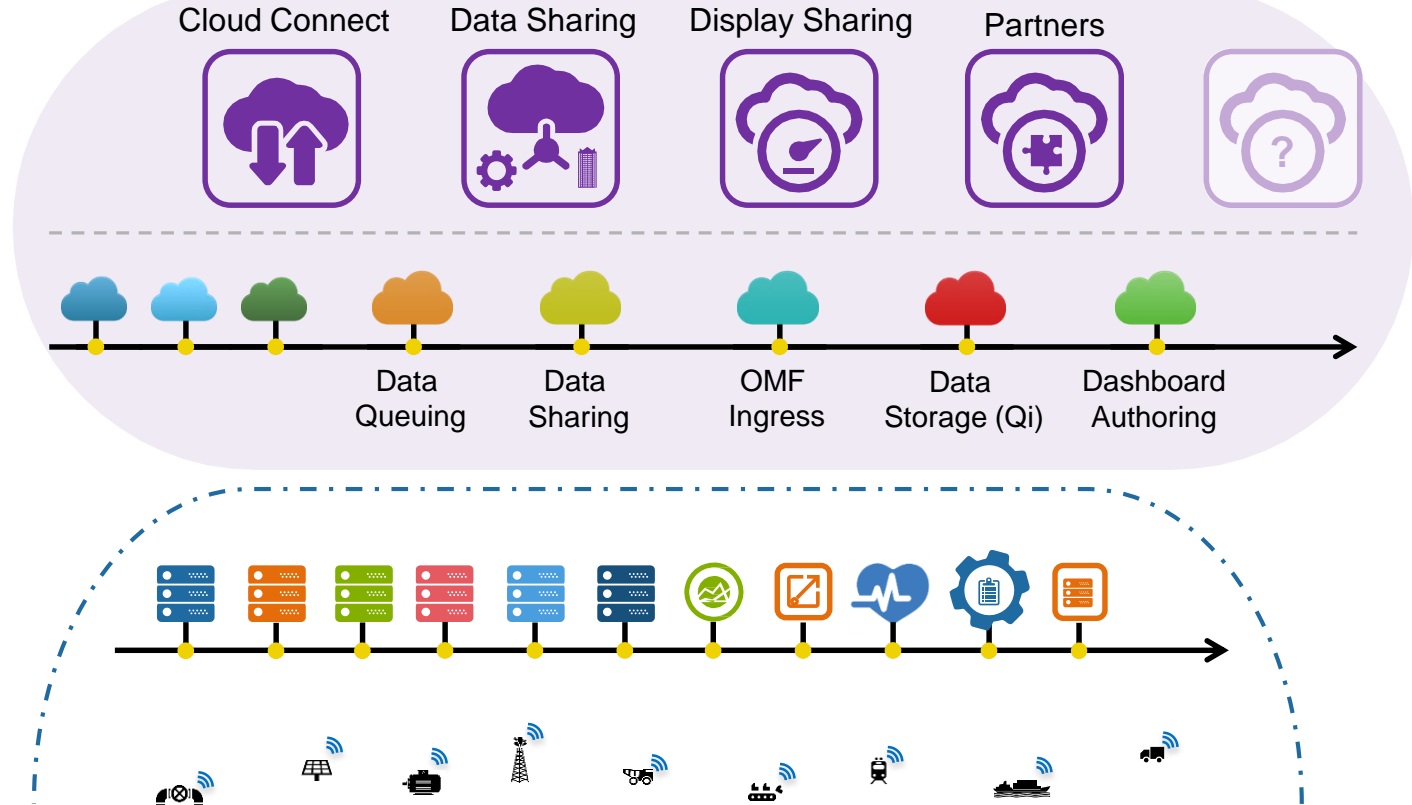 Cloud Connect
Data Sharing
Display Sharing
Partners
?
Data
Queuing
Data
Sharing
OMF
Ingress
Data
Storage (Qi)
Dashboard
Authoring